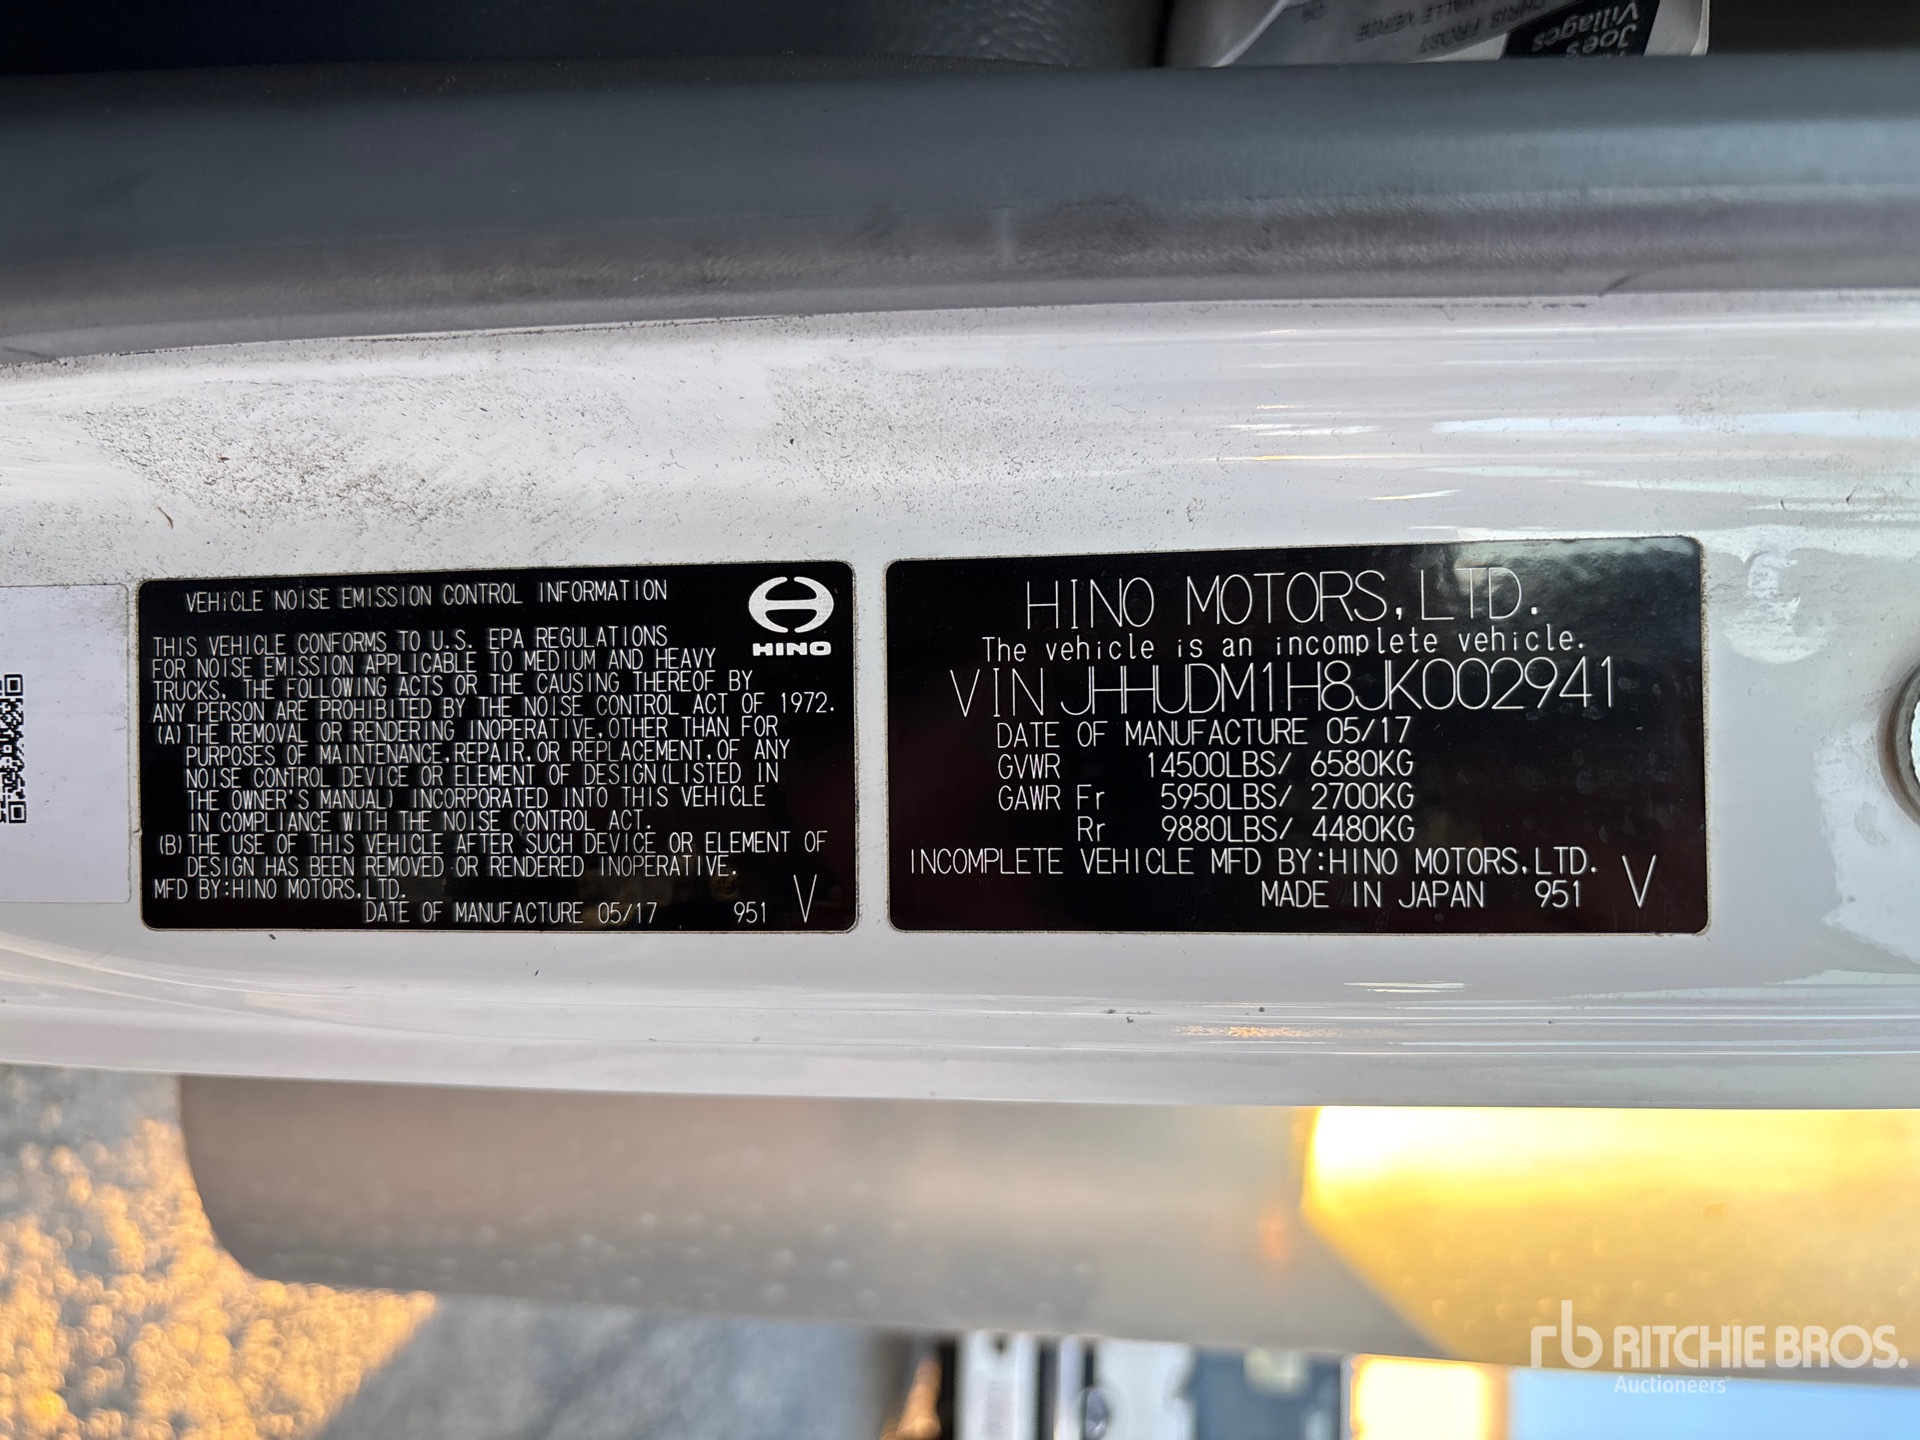 Joe's
Villages
CHRIS FROST
VALLE VERDE
VEHICLE NOISE EMISSION CONTROL INFORMATION
HINO
THIS VEHICLE CONFORMS TO U.S. EPA REGULATIONS
FOR NOISE EMISSION APPLICABLE TO MEDIUM AND HEAVY
TRUCKS. THE FOLLOWING ACTS OR THE CAUSING THEREOF BY
ANY PERSON ARE PROHIBITED BY THE NOISE CONTROL ACT OF 1972.
(A) THE REMOVAL OR RENDERING INOPERATIVE, OTHER THAN FOR
PURPOSES OF MAINTENANCE, REPAIR, OR REPLACEMENT, OF ANY
NOISE CONTROL DEVICE OR ELEMENT OF DESIGN (LISTED IN
THE OWNER'S MANUAL) INCORPORATED INTO THIS VEHICLE
IN COMPLIANCE WITH THE NOISE CONTROL ACT.
(B) THE USE OF THIS VEHICLE AFTER SUCH DEVICE OR ELEMENT OF
DESIGN HAS BEEN REMOVED OR RENDERED INOPERATIVE.
MFD BY:HINO MOTORS,LTD.
DATE OF MANUFACTURE 05/17 951 V
HINO MOTORS,LTD.
The vehicle is an incomplete vehicle.
VIN JHHUDM1H8JK002941
DATE OF MANUFACTURE 05/17
GVWR 14500LBS/ 6580KG
GAWR Fr 5950LBS/ 2700KG
Rr 9880LBS/ 4480KG
INCOMPLETE VEHICLE MFD BY:HINO MOTORS,LTD.
MADE IN JAPAN 951 V
rb RITCHIE BROS.
Auctioneers